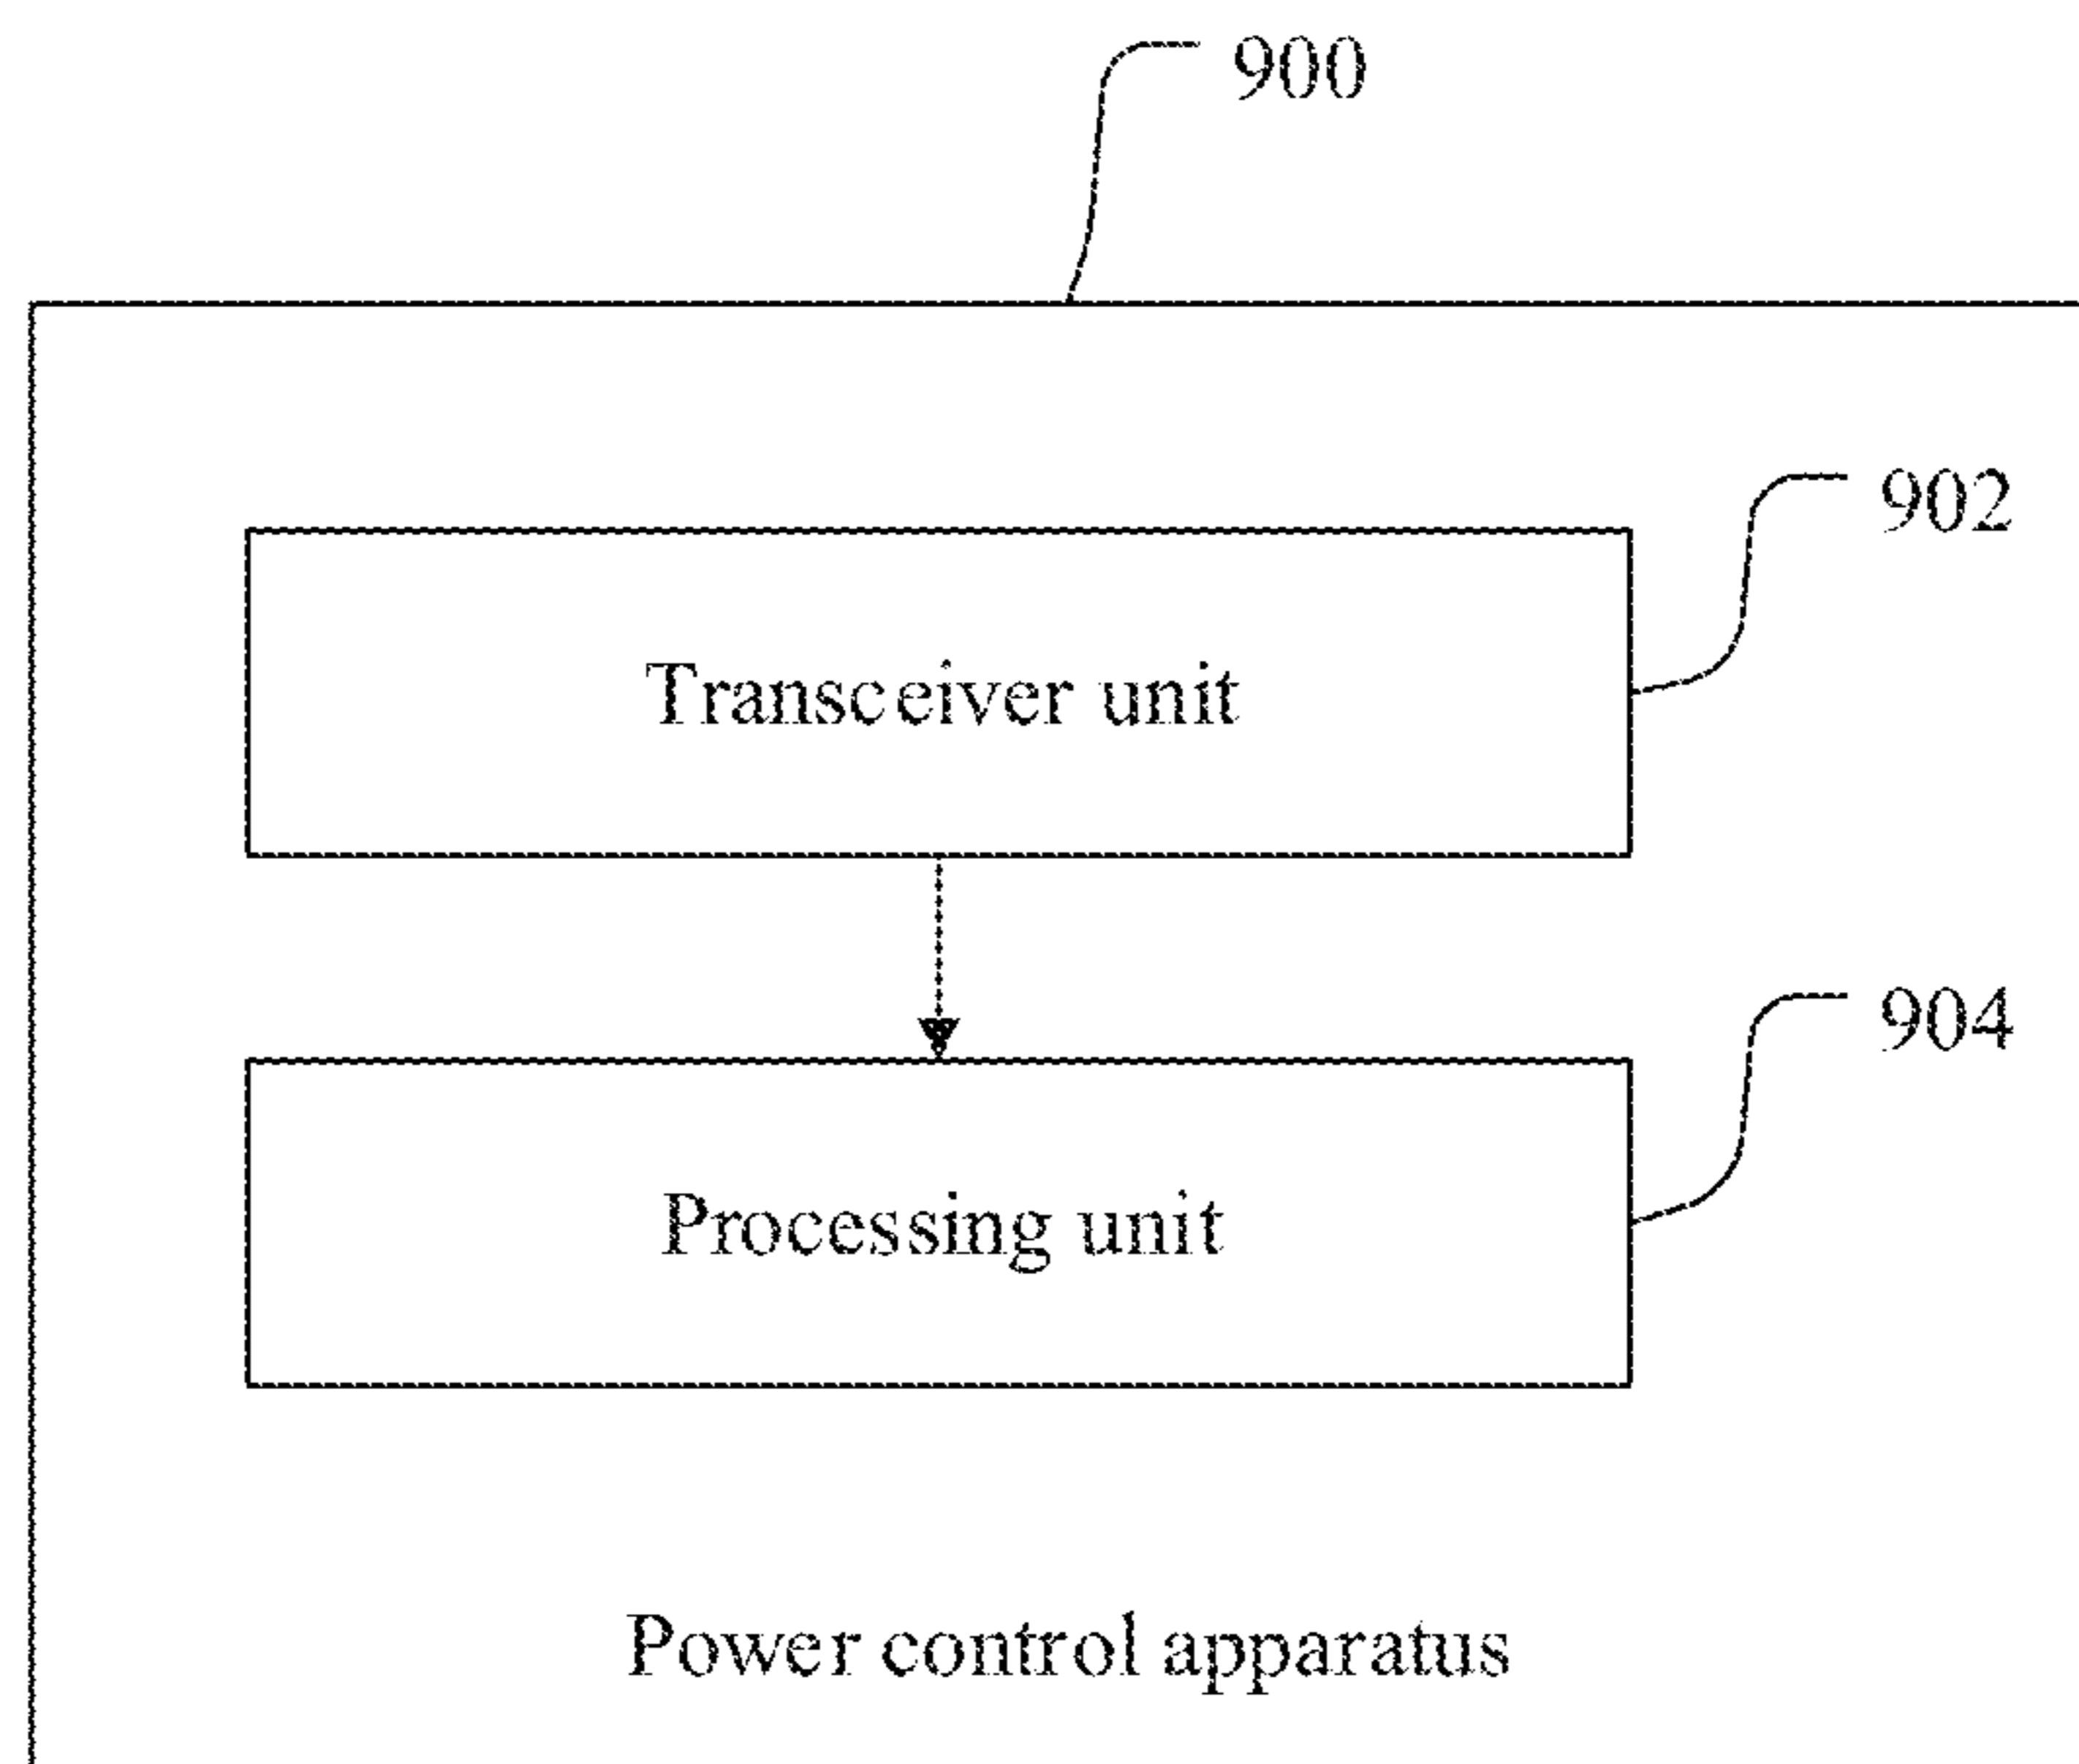 900
902
Transceiver unit
904
Processing unit
Power control apparatus